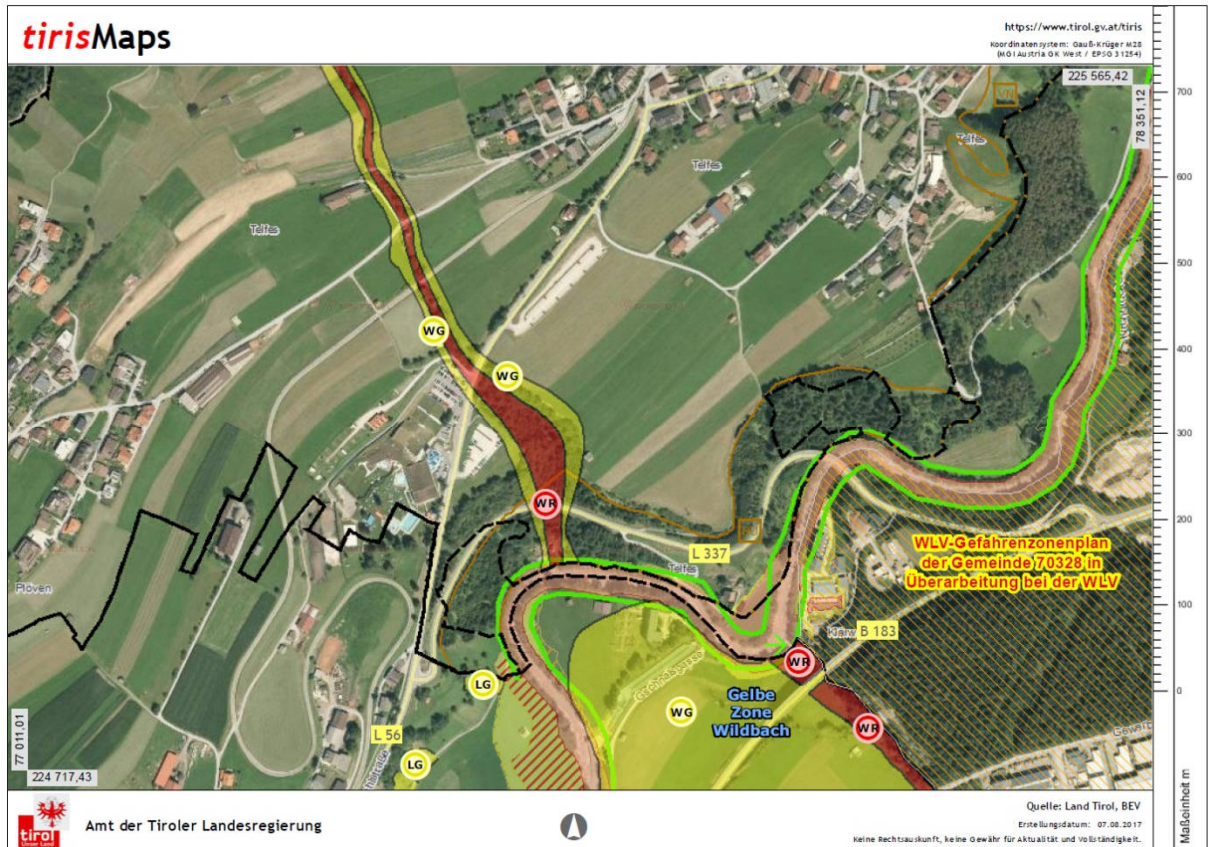 tirisMaps
https://www.tirol.gv.at/tiris
Koordinatensystem: Gauß-Krüger M28
(MGI Austria GK West / EPSG 31254)
225 565,42
78 351,12
Telfes
Telfes
Telfes
WG
WG
WR
L 337
Telfes
WLV-Gefahrenzonenplan
der Gemeinde 70328 in
Überarbeitung bei der WLV
Plöven
B 183
WR
LG
WG
Gelbe
Zone
Wildbach
WR
L 56
LG
77 011,01
224 717,43
700
600
500
400
300
200
100
0
Maßeinheit m
tirol
Unser Land
Amt der Tiroler Landesregierung
Quelle: Land Tirol, BEV
Erstellungsdatum: 07.08.2017
Keine Rechtsauskunft, keine Gewähr für Aktualität und Vollständigkeit.